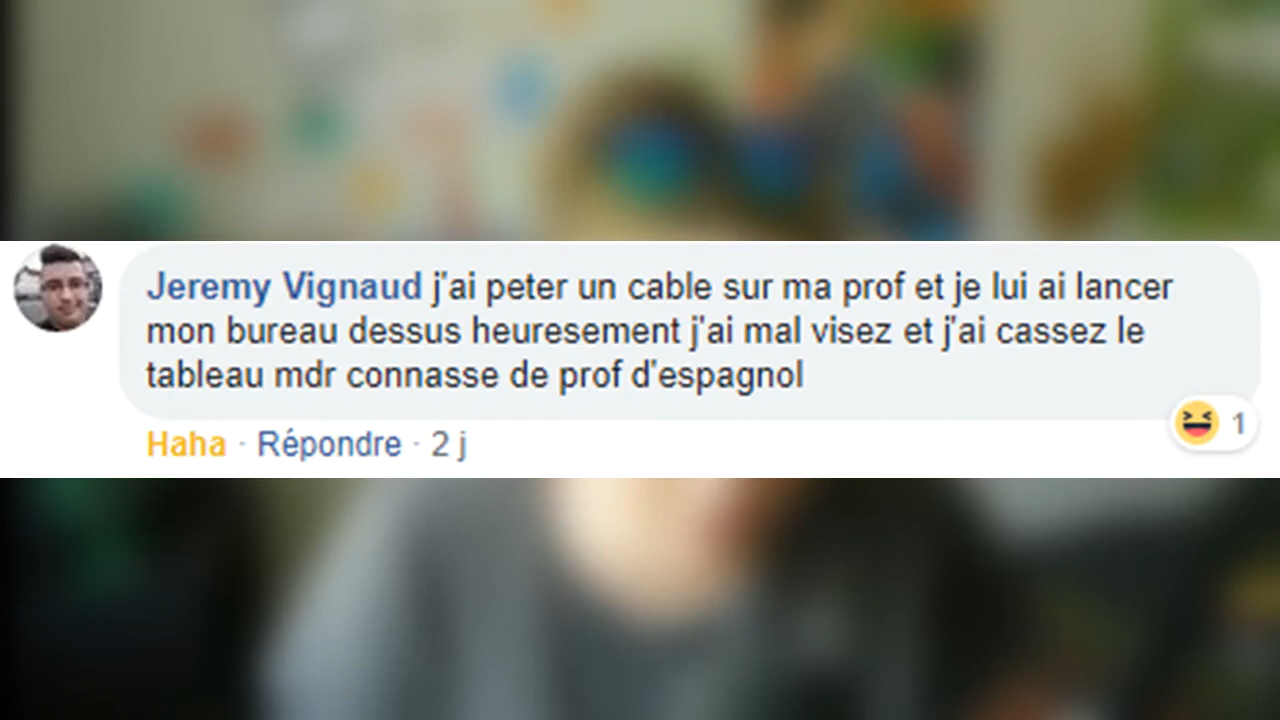 Jeremy Vignaud j'ai peter un cable sur ma prof et je lui ai lancer
mon bureau dessus heuresement j'ai mal visez et j'ai cassez le
tableau mdr connasse de prof d'espagnol
1
Haha · Répondre · 2 j